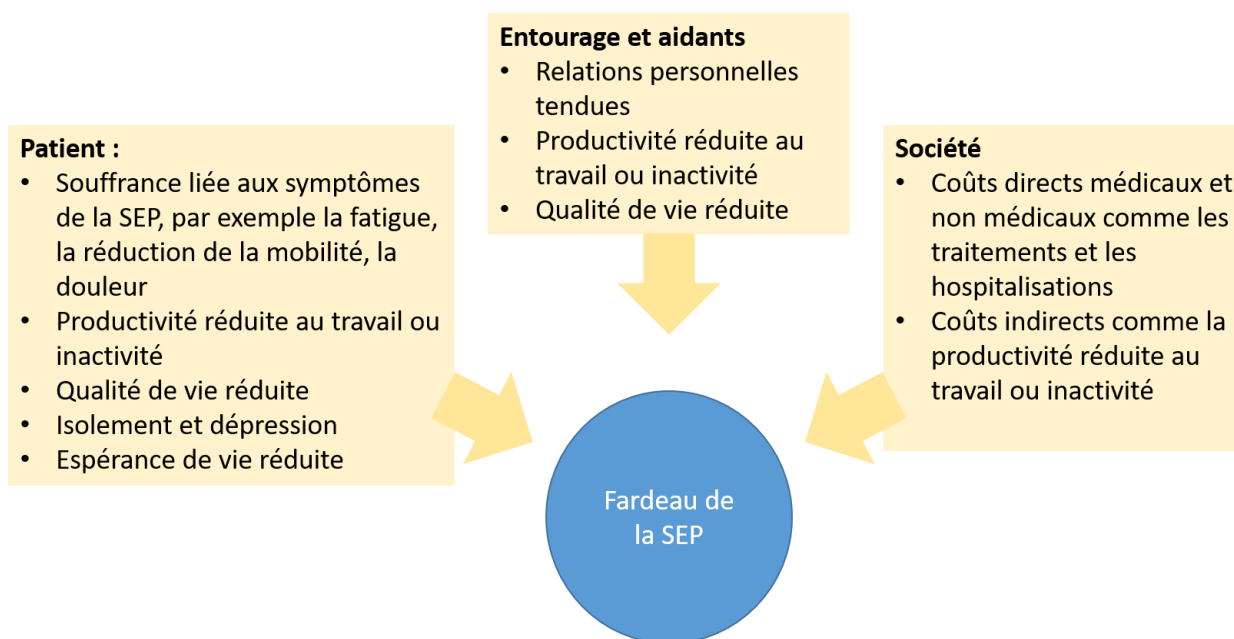 Entourage et aidants
• Relations personnelles
tendues
• Productivité réduite au
travail ou inactivité
• Qualité de vie réduite
Patient :
• Souffrance liée aux symptômes
de la SEP, par exemple la fatigue,
la réduction de la mobilité, la
douleur
• Productivité réduite au travail ou
inactivité
• Qualité de vie réduite
• Isolement et dépression
• Espérance de vie réduite
Société
• Coûts directs médicaux et
non médicaux comme les
traitements et les
hospitalisations
• Coûts indirects comme la
productivité réduite au
travail ou inactivité
Fardeau de
la SEP